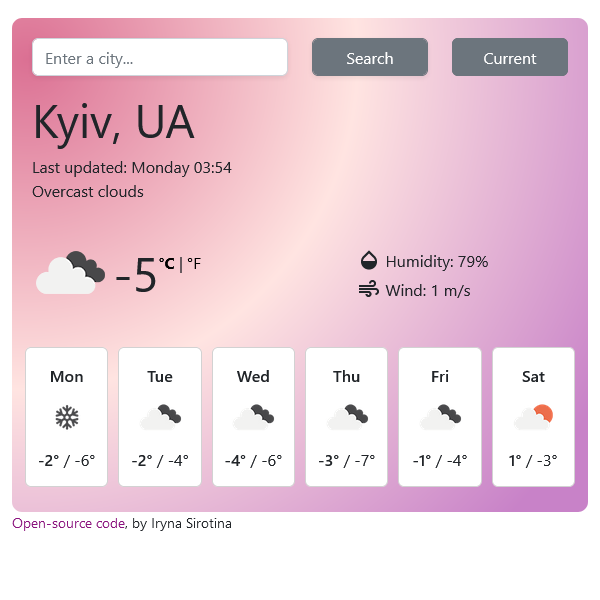 Enter a city... Search Current
Kyiv, UA
Last updated: Monday 03:54
Overcast clouds
-5 °C | °F
Humidity: 79%
Wind: 1 m/s
Mon Tue Wed Thu Fri Sat
-2° / -6° -2° / -4° -4° / -6° -3° / -7° -1° / -4° 1° / -3°
Open-source code, by Iryna Sirotina